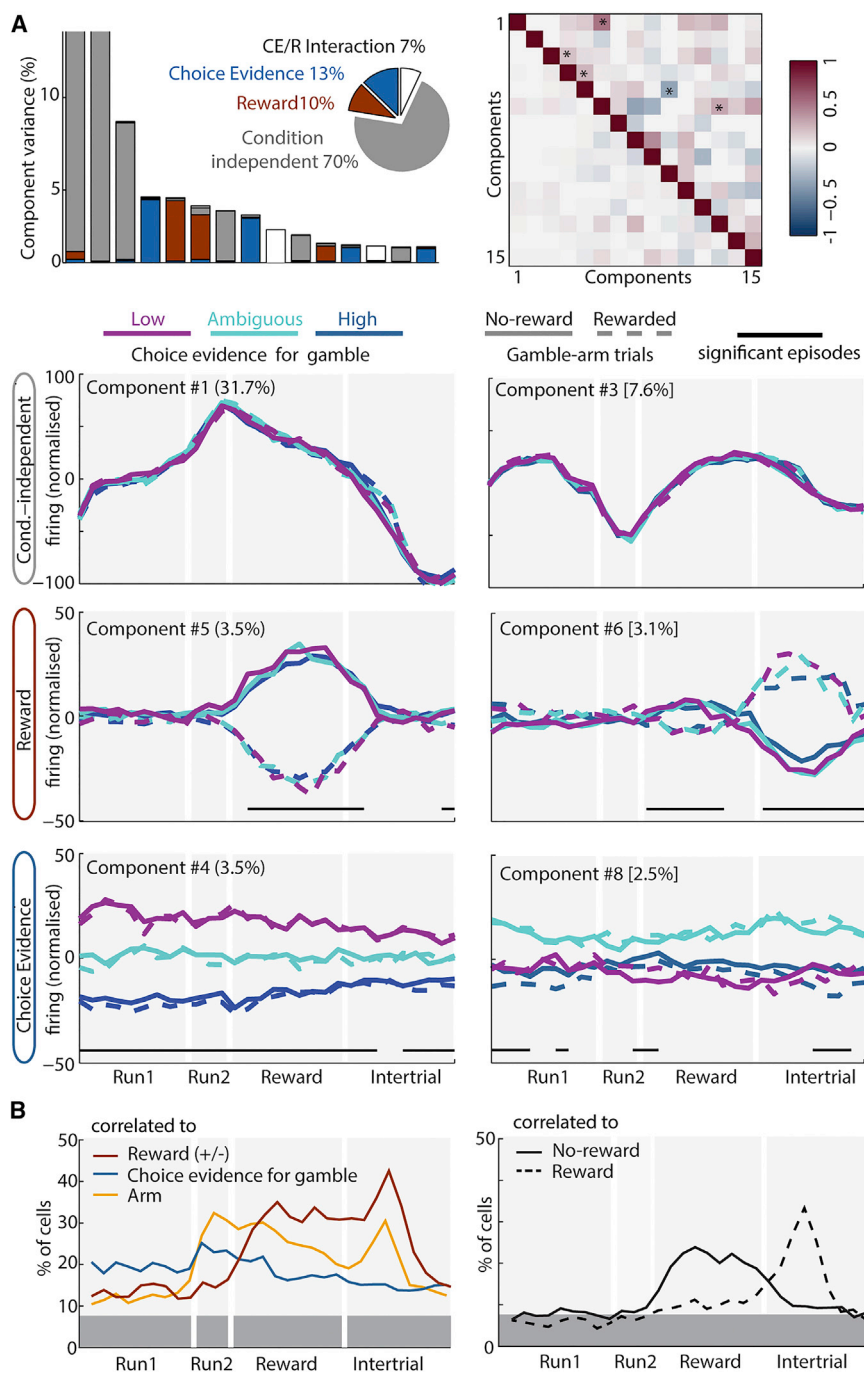 A
Component variance (%)
10
5
0
CE/R Interaction 7%
Choice Evidence 13%
Reward10%
Condition
independent 70%
Components
1
15
1
Components
15
*
*
*
*
*
1
0.5
0
-0.5
-1
Low
Ambiguous
High
Choice evidence for gamble
No-reward
Rewarded
Gamble-arm trials
significant episodes
Cond.-independent
firing (normalised)
100
0
-100
Component #1 (31.7%)
Component #3 [7.6%]
Reward
firing (normalised)
50
0
-50
Component #5 (3.5%)
Component #6 [3.1%]
Choice Evidence
firing (normalised)
50
0
-50
Component #4 (3.5%)
Component #8 [2.5%]
Run1 Run2 Reward Intertrial
Run1 Run2 Reward Intertrial
B
correlated to
Reward (+/-)
Choice evidence for gamble
Arm
% of cells
50
40
30
20
10
0
Run1 Run2 Reward Intertrial
correlated to
No-reward
Reward
% of cells
50
0
Run1 Run2 Reward Intertrial